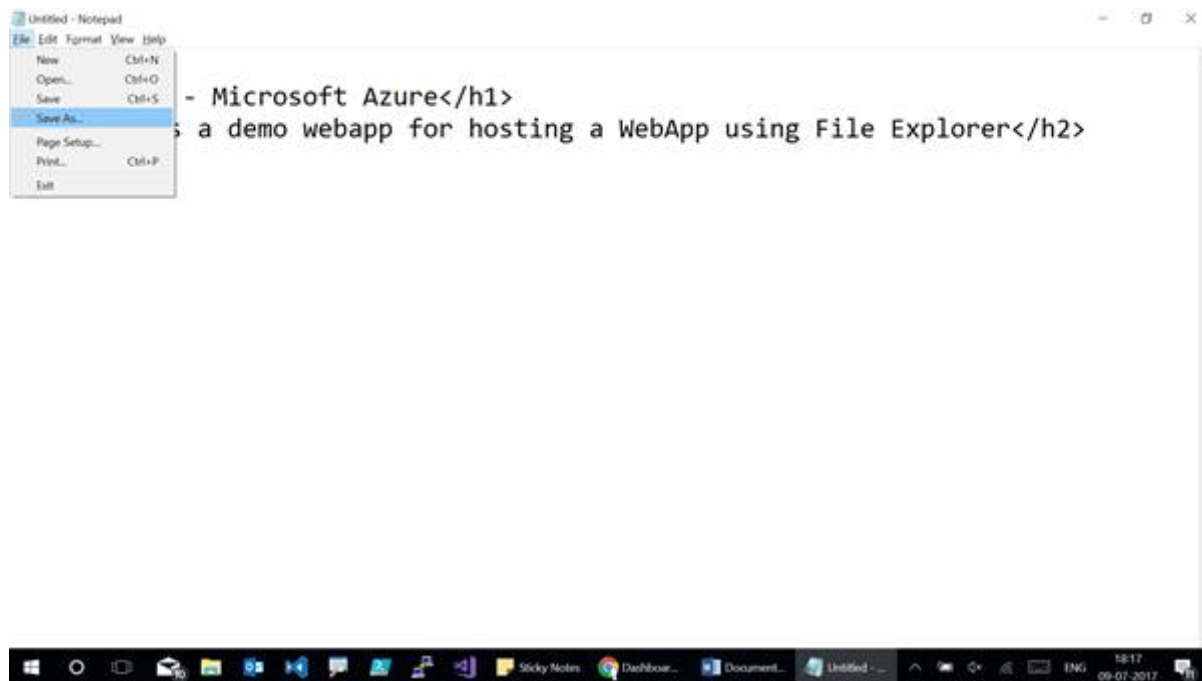 Untitled - Notepad
File Edit Format View Help
New Ctrl+N
Open... Ctrl+O
Save Ctrl+S
Save As...
Page Setup...
Print... Ctrl+P
Exit
- Microsoft Azure</h1>
a demo webapp for hosting a WebApp using File Explorer</h2>
Sticky Notes
Dashboar...
Document...
Untitled - ...
ENG
18:17
09-07-2017